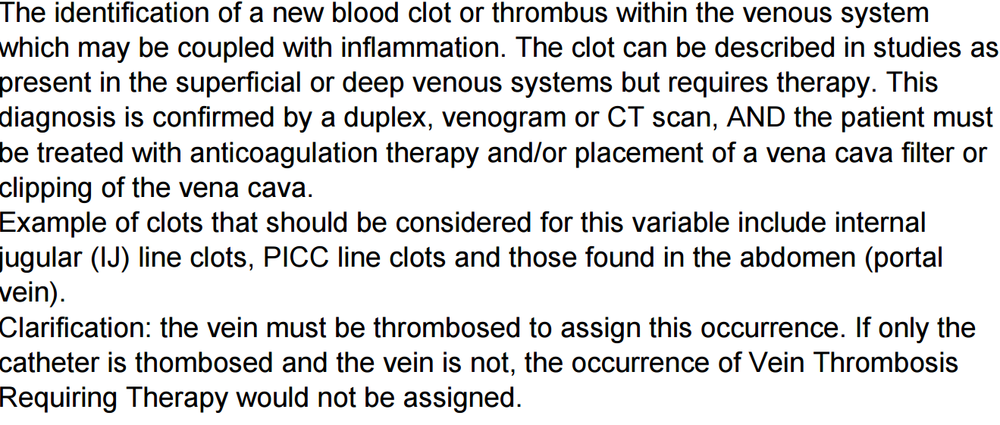 The identification of a new blood clot or thrombus within the venous system
which may be coupled with inflammation. The clot can be described in studies as
present in the superficial or deep venous systems but requires therapy. This
diagnosis is confirmed by a duplex, venogram or CT scan, AND the patient must
be treated with anticoagulation therapy and/or placement of a vena cava filter or
clipping of the vena cava.
Example of clots that should be considered for this variable include internal
jugular (IJ) line clots, PICC line clots and those found in the abdomen (portal
vein).
Clarification: the vein must be thrombosed to assign this occurrence. If only the
catheter is thombosed and the vein is not, the occurrence of Vein Thrombosis
Requiring Therapy would not be assigned.